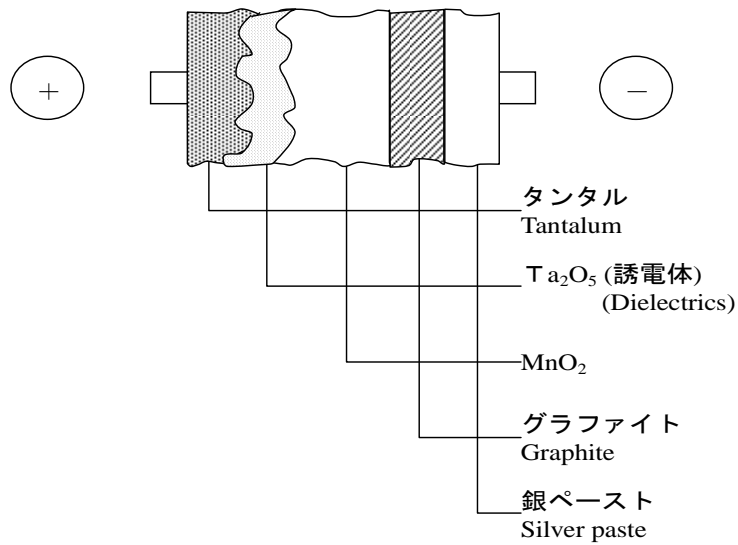 +
−
タンタル
Tantalum
Ｔa₂O₅ (誘電体)
(Dielectrics)
MnO₂
グラファイト
Graphite
銀ペースト
Silver paste